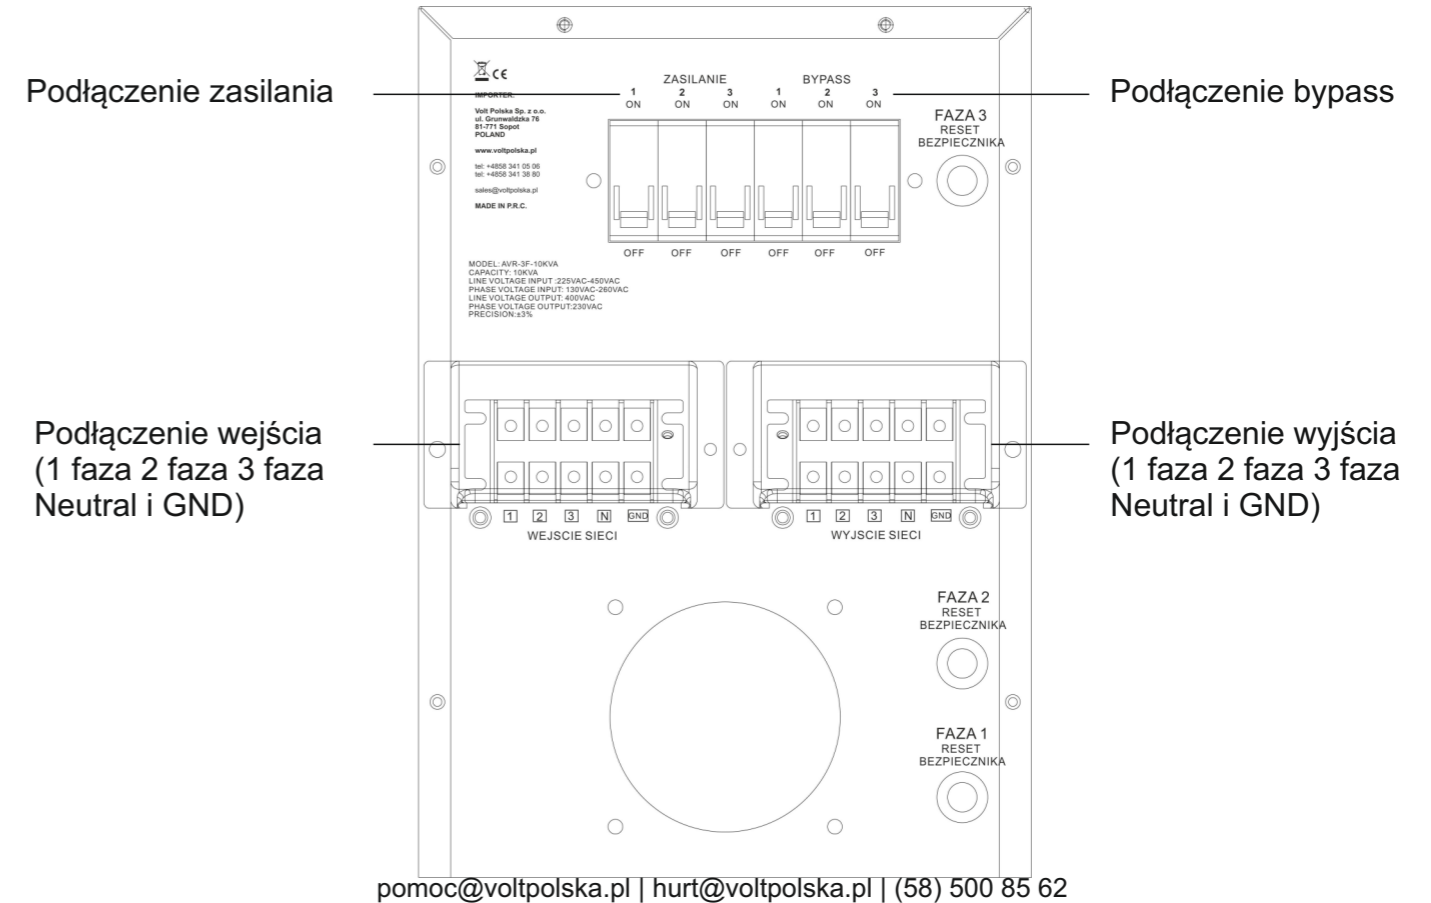 ZASILANIE BYPASS
1 2 3 1 2 3
ON ON ON ON ON ON
Podłączenie zasilania
Podłączenie bypass
CE
IMPORTER:
Volt Polska Sp. z o.o.
ul. Grunwaldzka 76
81-771 Sopot
POLAND
www.voltpolska.pl
tel: +4858 341 05 06
tel: +4858 341 38 80
sales@voltpolska.pl
MADE IN P.R.C.
FAZA 3
RESET
BEZPIECZNIKA
OFF OFF OFF OFF OFF OFF
MODEL: AVR-3F-10KVA
CAPACITY: 10KVA
LINE VOLTAGE INPUT :225VAC-450VAC
PHASE VOLTAGE INPUT: 130VAC-260VAC
LINE VOLTAGE OUTPUT: 400VAC
PHASE VOLTAGE OUTPUT:230VAC
PRECISION:±3%
Podłączenie wejścia
(1 faza 2 faza 3 faza
Neutral i GND)
Podłączenie wyjścia
(1 faza 2 faza 3 faza
Neutral i GND)
1 2 3 N GND
WEJSCIE SIECI
1 2 3 N GND
WYJSCIE SIECI
FAZA 2
RESET
BEZPIECZNIKA
FAZA 1
RESET
BEZPIECZNIKA
pomoc@voltpolska.pl | hurt@voltpolska.pl | (58) 500 85 62